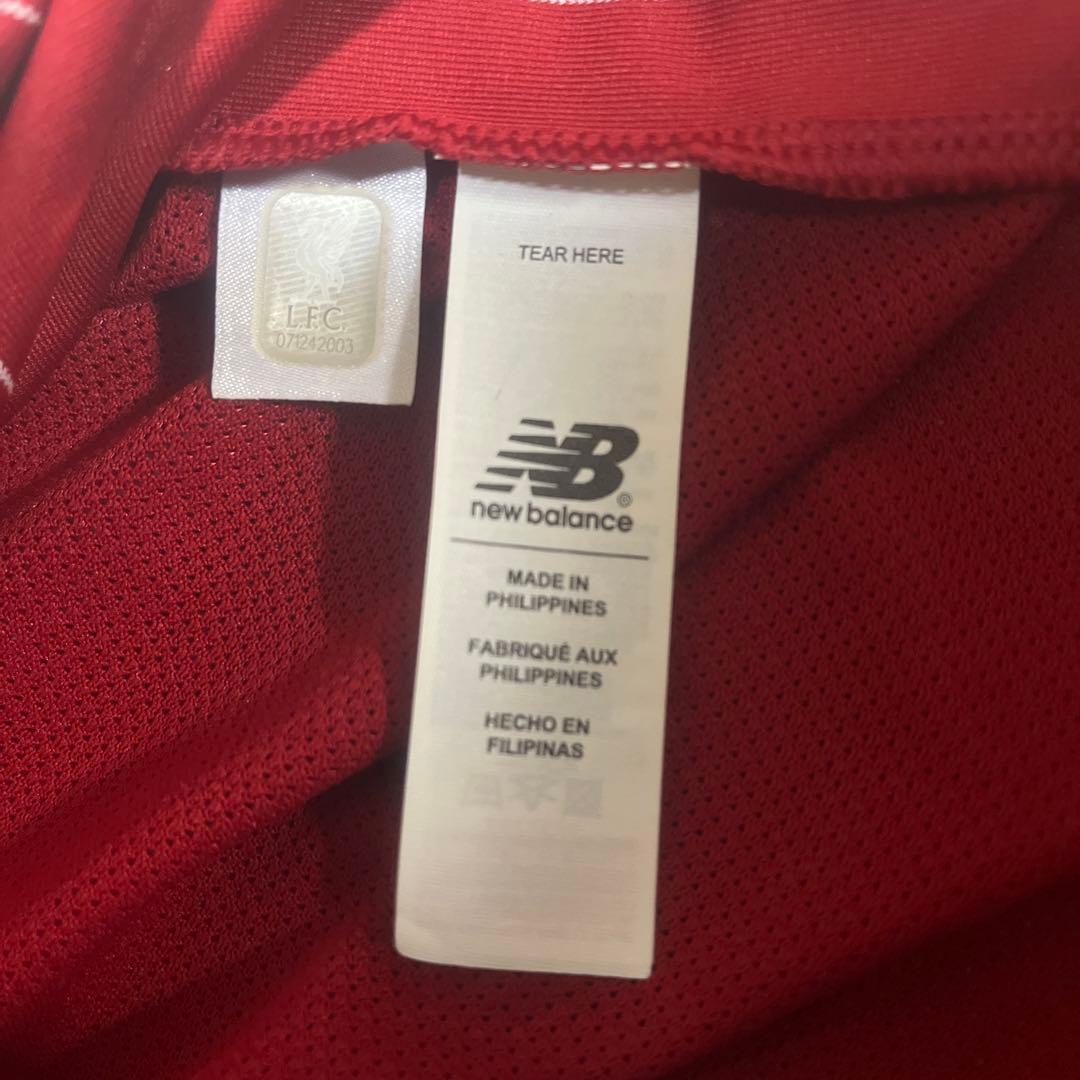 L.F.C.
071242003
TEAR HERE
NB
new balance
MADE IN
PHILIPPINES
FABRIQUÉ AUX
PHILIPPINES
HECHO EN
FILIPINAS